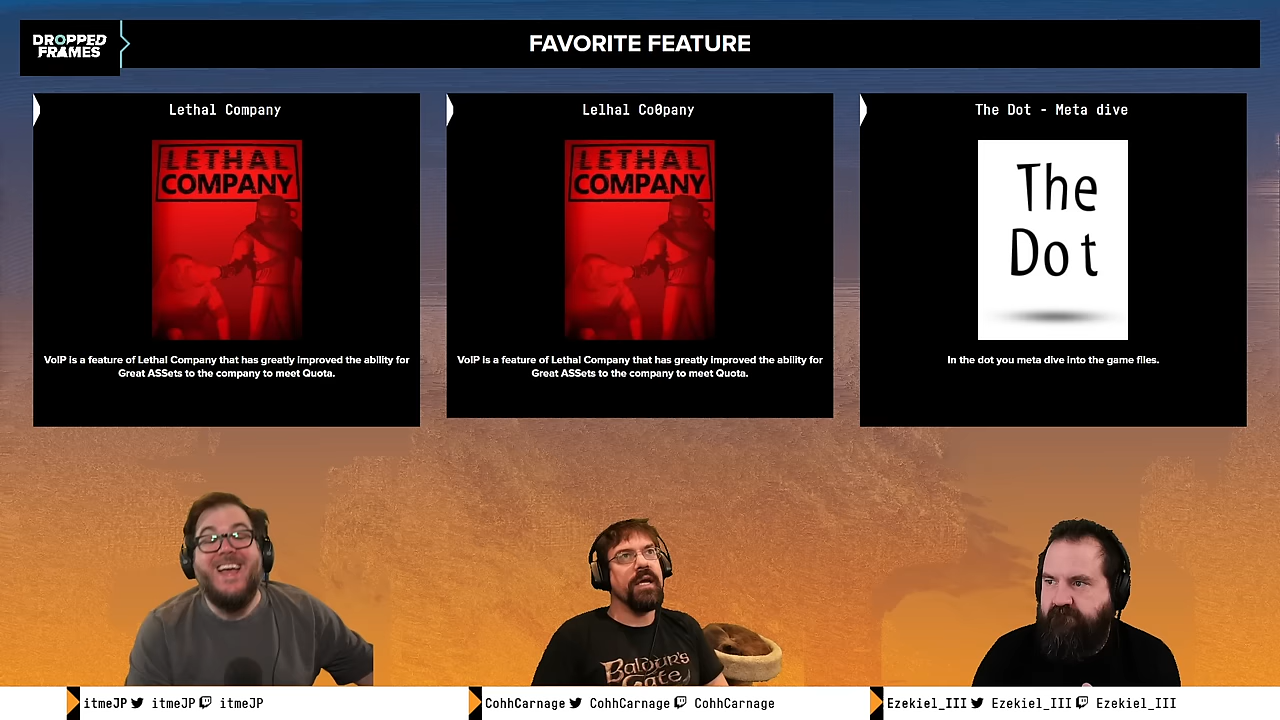 DROPPED
FRAMES
FAVORITE FEATURE
Lethal Company
LETHAL
COMPANY
VoIP is a feature of Lethal Company that has greatly improved the ability for
Great ASSets to the company to meet Quota.
Lelhal Co0pany
LETHAL
COMPANY
VoIP is a feature of Lethal Company that has greatly improved the ability for
Great ASSets to the company to meet Quota.
The Dot - Meta dive
The
Dot
In the dot you meta dive into the game files.
BALDUR'S
GATE
itmeJP itmeJP itmeJP
CohhCarnage CohhCarnage CohhCarnage
Ezekiel_III Ezekiel_III Ezekiel_III